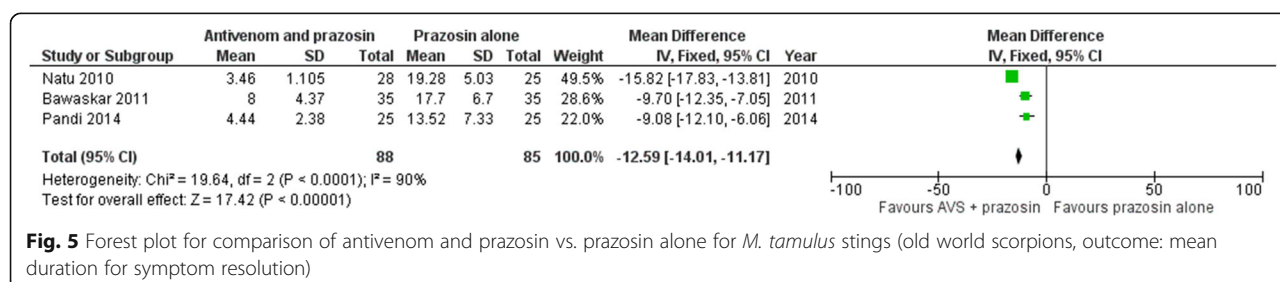 Antivenom and prazosin Prazosin alone Mean Difference Mean Difference
Study or Subgroup Mean SD Total Mean SD Total Weight IV, Fixed, 95% CI Year IV, Fixed, 95% CI
Natu 2010 3.46 1.105 28 19.28 5.03 25 49.5% -15.82 [-17.83, -13.81] 2010
Bawaskar 2011 8 4.37 35 17.7 6.7 35 28.6% -9.70 [-12.35, -7.05] 2011
Pandi 2014 4.44 2.38 25 13.52 7.33 25 22.0% -9.08 [-12.10, -6.06] 2014
Total (95% CI) 88 85 100.0% -12.59 [-14.01, -11.17]
Heterogeneity: Chi² = 19.64, df = 2 (P < 0.0001); I² = 90%
Test for overall effect: Z = 17.42 (P < 0.00001)
-100 -50 0 50 100
Favours AVS + prazosin Favours prazosin alone
Fig. 5 Forest plot for comparison of antivenom and prazosin vs. prazosin alone for M. tamulus stings (old world scorpions, outcome: mean
duration for symptom resolution)